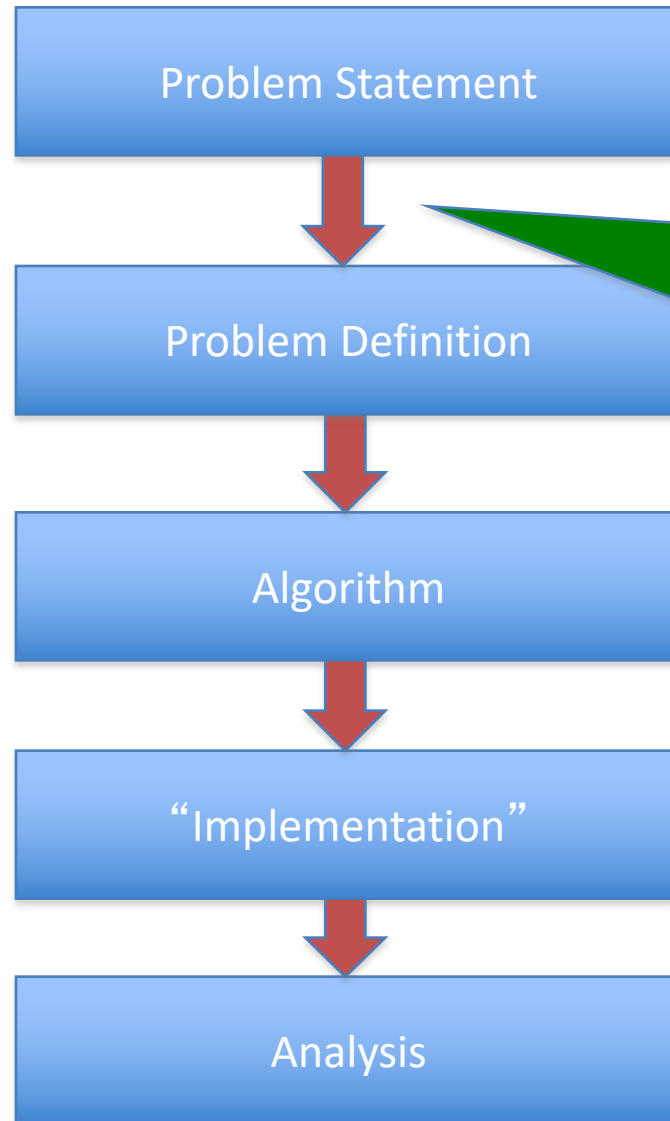 Problem Statement
Problem Definition
Algorithm
“Implementation”
Analysis